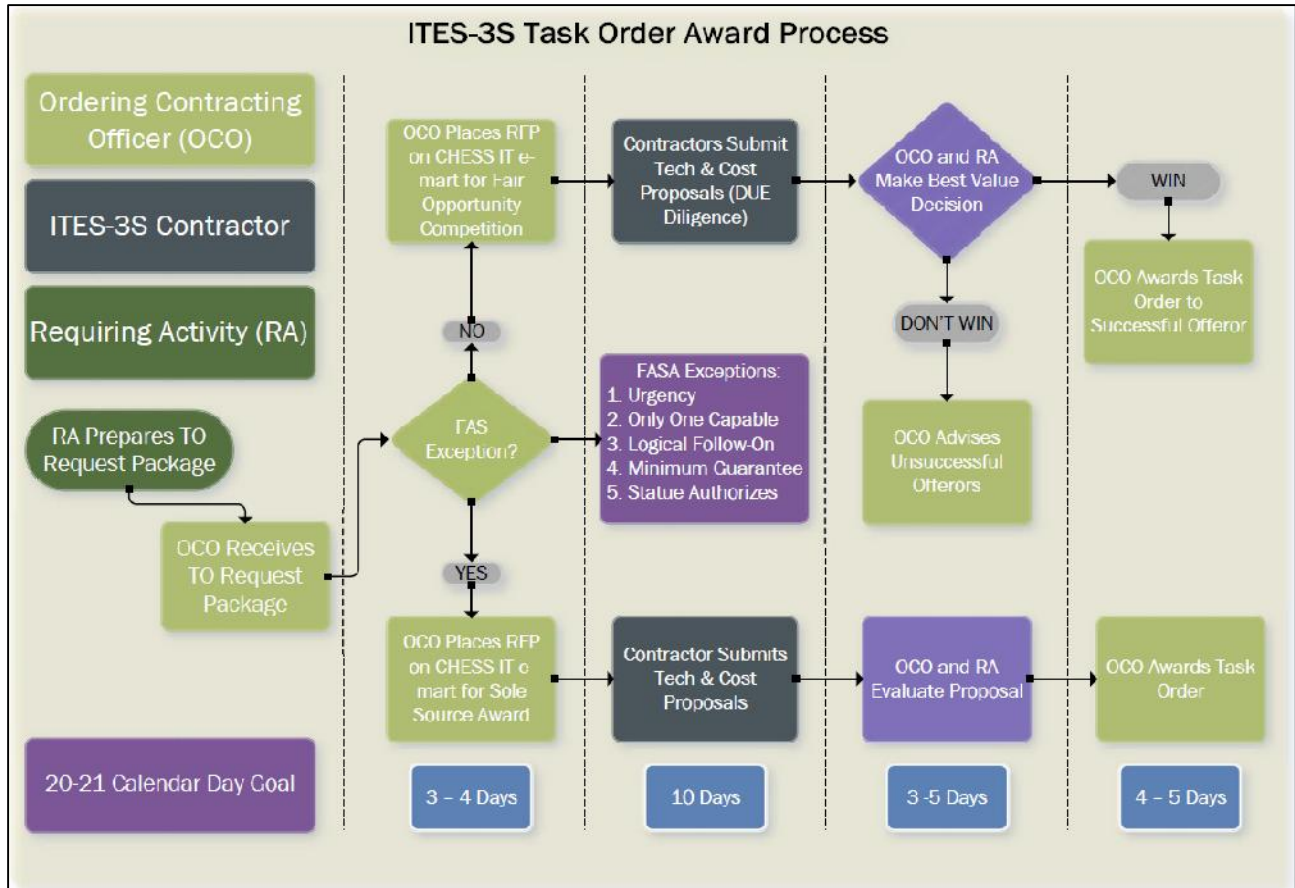 ITES-3S Task Order Award Process
Ordering Contracting
Officer (OCO)
ITES-3S Contractor
Requiring Activity (RA)
RA Prepares TO
Request Package
OCO Receives
TO Request
Package
20-21 Calendar Day Goal
OCO Places RFP
on CHESS IT e-
mart for Fair
Opportunity
Competition
NO
FAS
Exception?
YES
OCO Places RFP
on CHESS IT e
mart for Sole
Source Award
3 – 4 Days
Contractors Submit
Tech & Cost
Proposals (DUE
Diligence)
FASA Exceptions:
1. Urgency
2. Only One Capable
3. Logical Follow-On
4. Minimum Guarantee
5. Statue Authorizes
Contractor Submits
Tech & Cost
Proposals
10 Days
OCO and RA
Make Best Value
Decision
DON'T WIN
OCO Advises
Unsuccessful
Offerors
OCO and RA
Evaluate Proposal
3 -5 Days
WIN
OCO Awards Task
Order to
Successful Offeror
OCO Awards Task
Order
4 – 5 Days